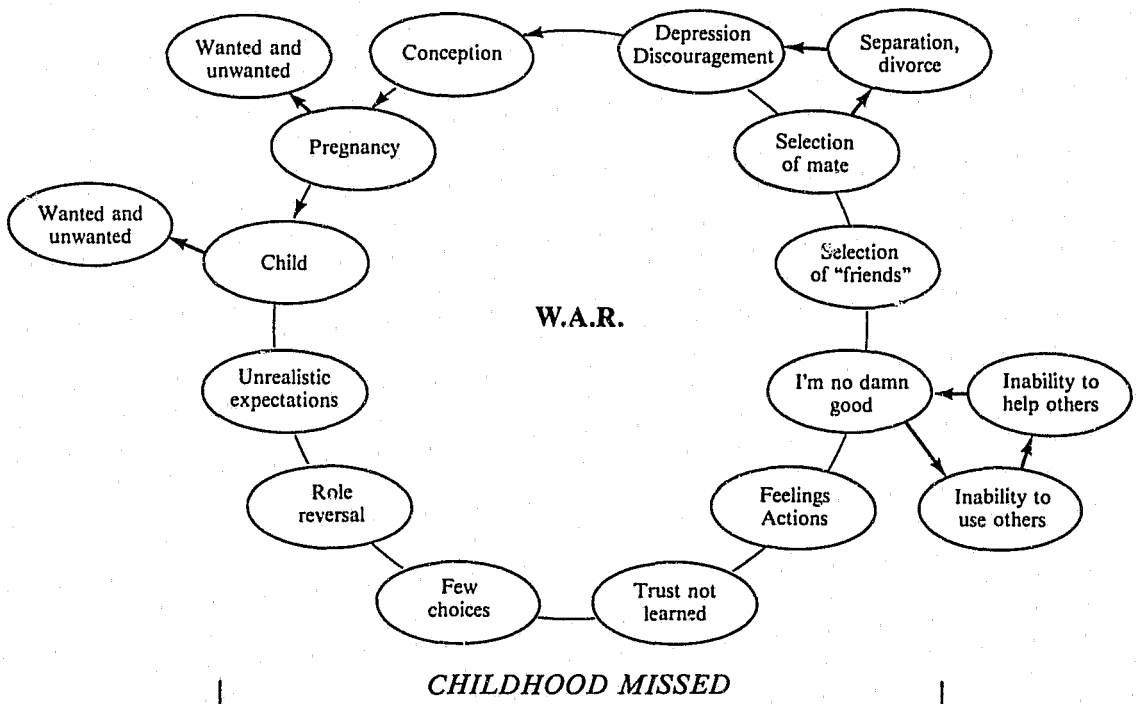 Wanted and
unwanted
Conception
Depression
Discouragement
Separation,
divorce
Pregnancy
Selection
of mate
Wanted and
unwanted
Child
Selection
of "friends"
W.A.R.
Unrealistic
expectations
I'm no damn
good
Inability to
help others
Role
reversal
Feelings
Actions
Inability to
use others
Few
choices
Trust not
learned
CHILDHOOD MISSED